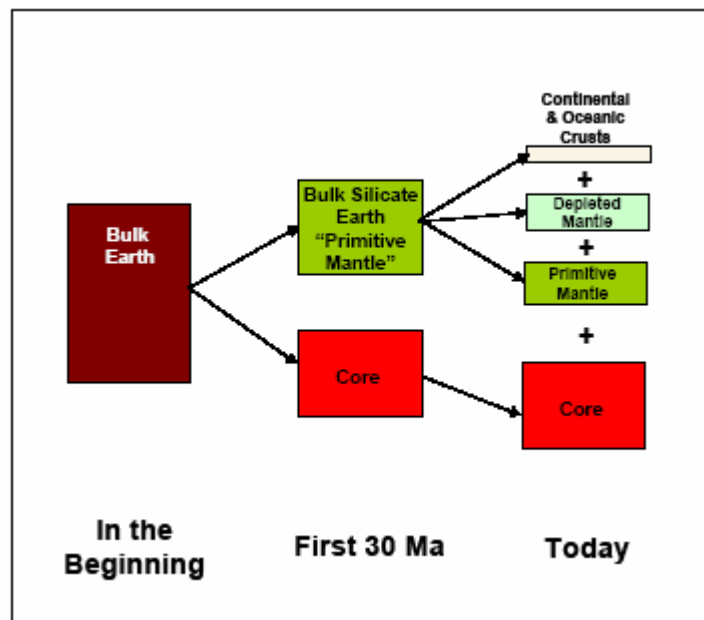 Continental
& Oceanic
Crusts
+
Bulk Silicate
Earth
"Primitive
Mantle"
Depleted
Mantle
+
Bulk
Earth
Primitive
Mantle
+
Core
Core
In the
Beginning
First 30 Ma
Today